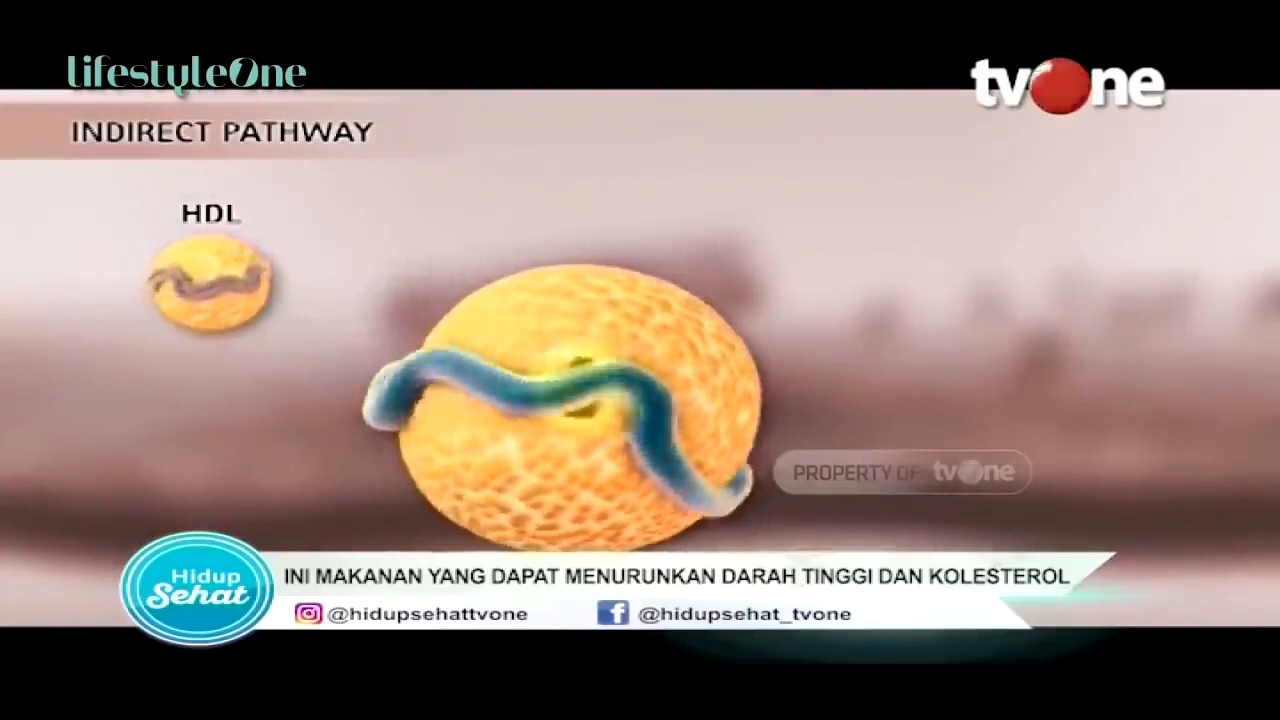 lifestyleOne
tvOne
INDIRECT PATHWAY
HDL
PROPERTY OF tvOne
Hidup
Sehat
INI MAKANAN YANG DAPAT MENURUNKAN DARAH TINGGI DAN KOLESTEROL
@hidupsehattvone
@hidupsehat_tvone